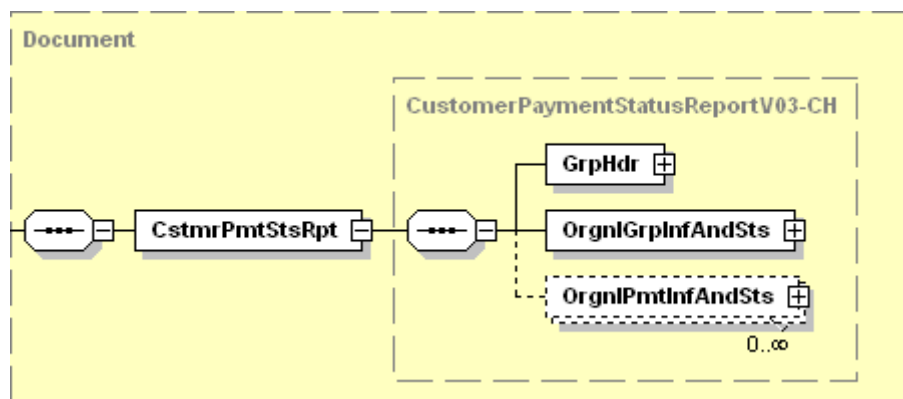 Document
CustomerPaymentStatusReportV03-CH
GrpHdr
CstmrPmtStsRpt
OrgnlGrpInfAndSts
OrgnlPmtInfAndSts
0..∞